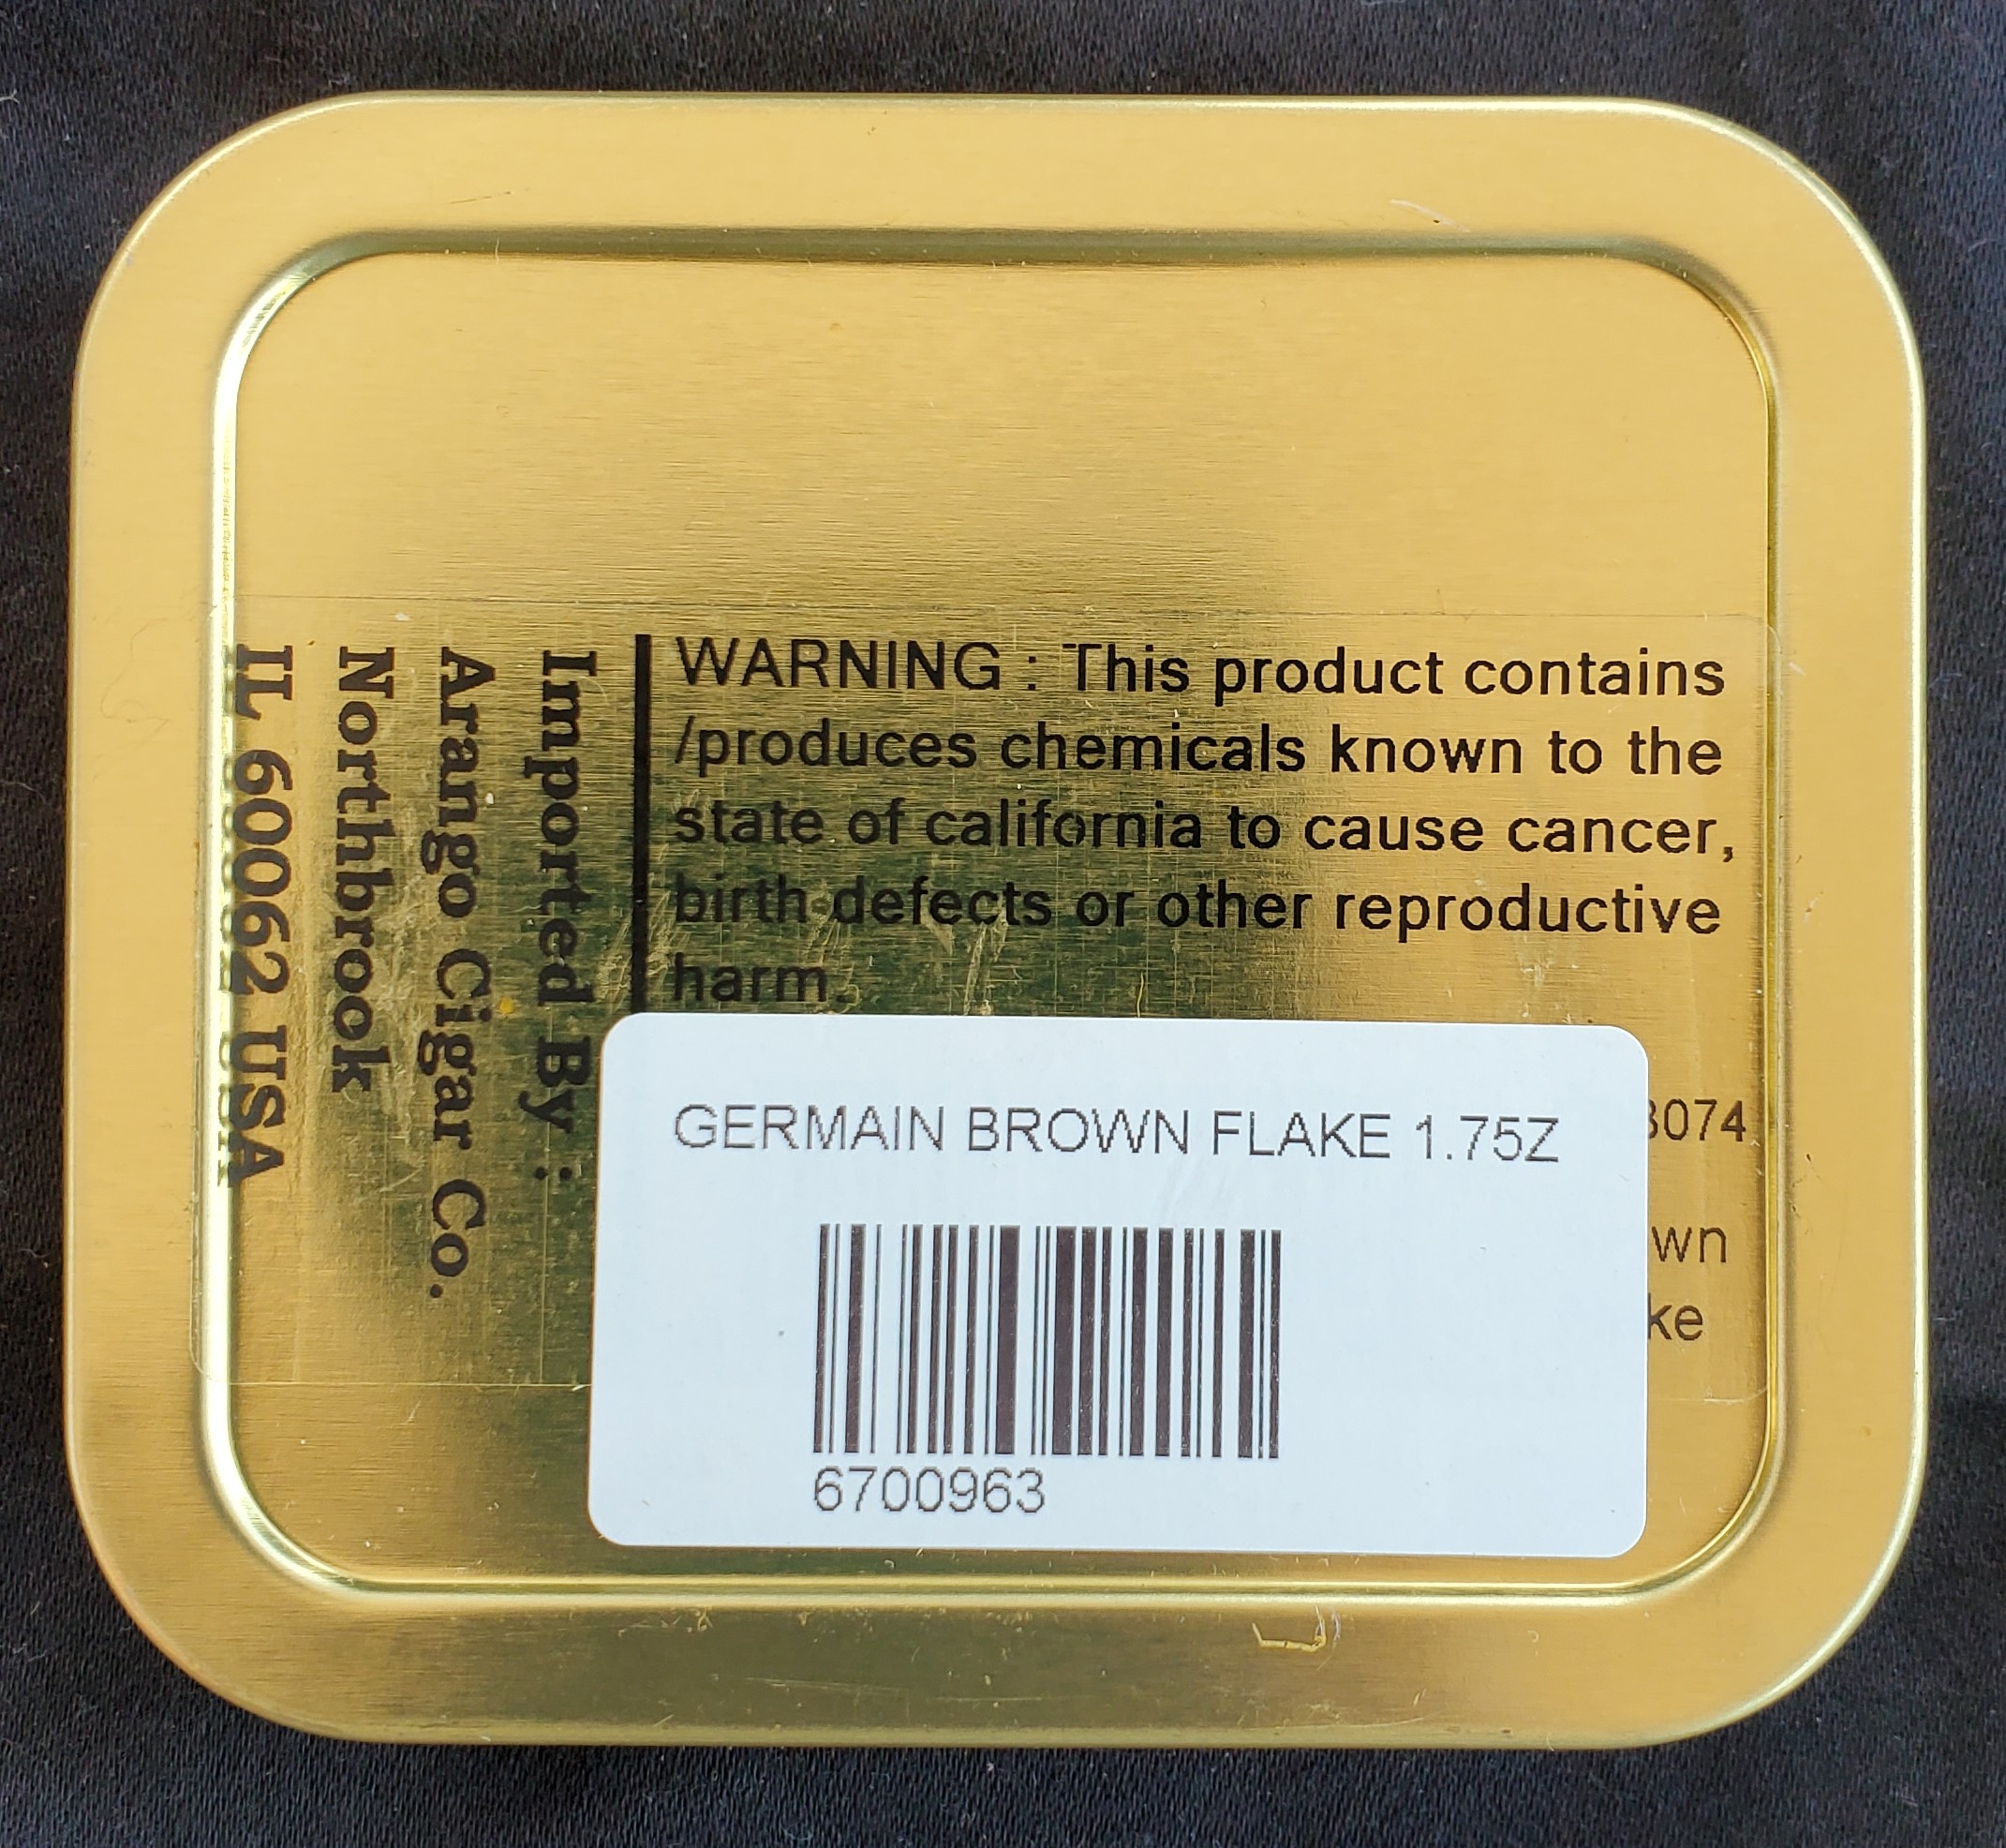 WARNING : This product contains
/produces chemicals known to the
state of california to cause cancer,
birth defects or other reproductive
harm.
Imported By :
Arango Cigar Co.
Northbrook
IL 60062 USA
GERMAIN BROWN FLAKE 1.75Z
6700963
3074
wn
ke